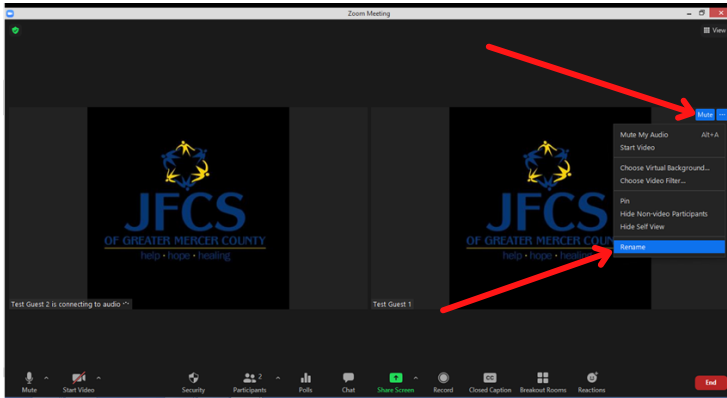 Zoom Meeting
View
Mute ...
Mute My Audio Alt+A
Start Video
Choose Virtual Background...
Choose Video Filter...
Pin
Hide Non-video Participants
Hide Self View
Rename
JFCS
OF GREATER MERCER COUNTY
help • hope • healing
Test Guest 2 is connecting to audio
JFCS
OF GREATER MERCER COUN
help • hope •
Test Guest 1
Mute
Start Video
Security
2
Participants
Polls
Chat
Share Screen
Record
CC
Closed Caption
Breakout Rooms
Reactions
End